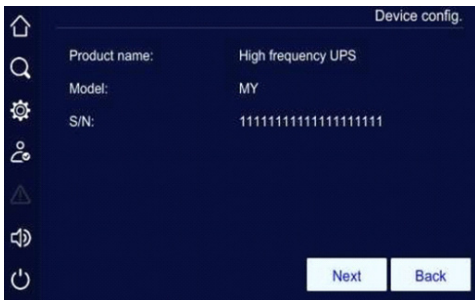 Device config.
Product name: High frequency UPS
Model: MY
S/N: 11111111111111111111
Next Back